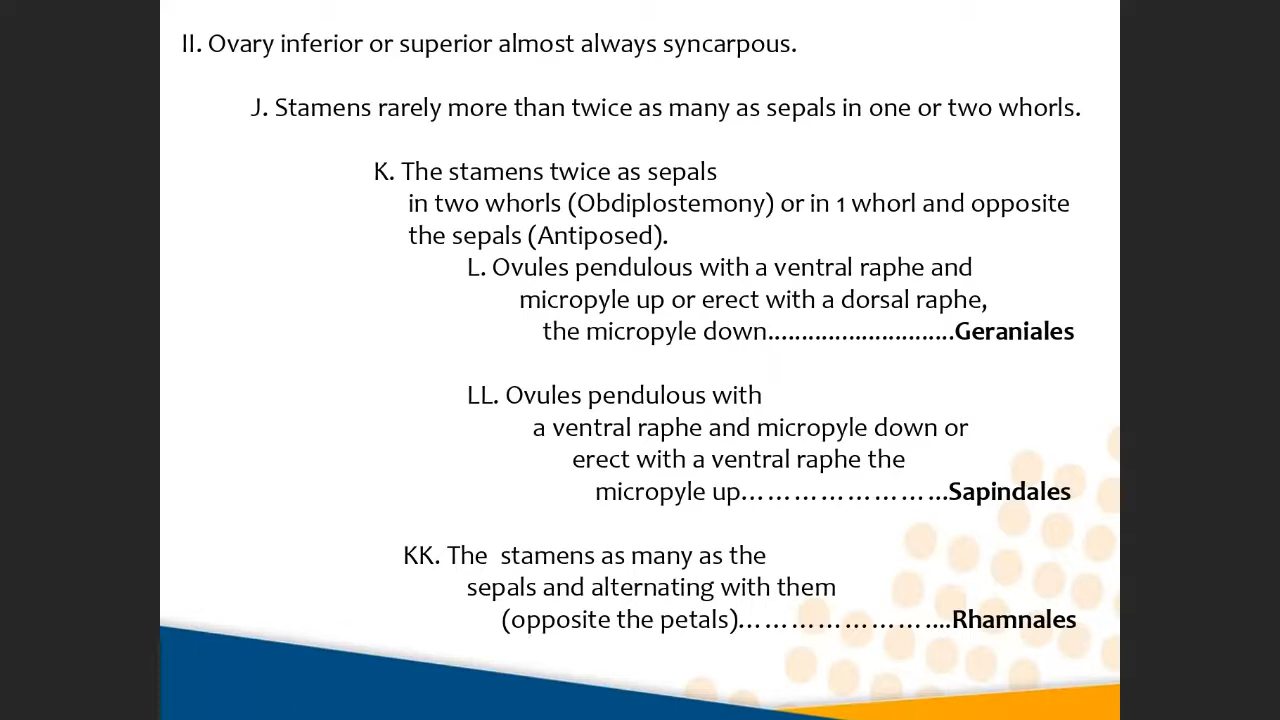 II. Ovary inferior or superior almost always syncarpous.
J. Stamens rarely more than twice as many as sepals in one or two whorls.
K. The stamens twice as sepals
in two whorls (Obdiplostemony) or in 1 whorl and opposite
the sepals (Antiposed).
L. Ovules pendulous with a ventral raphe and
micropyle up or erect with a dorsal raphe,
the micropyle down............................Geraniales
LL. Ovules pendulous with
a ventral raphe and micropyle down or
erect with a ventral raphe the
micropyle up……………………..Sapindales
KK. The  stamens as many as the
sepals and alternating with them
(opposite the petals)…………………....Rhamnales